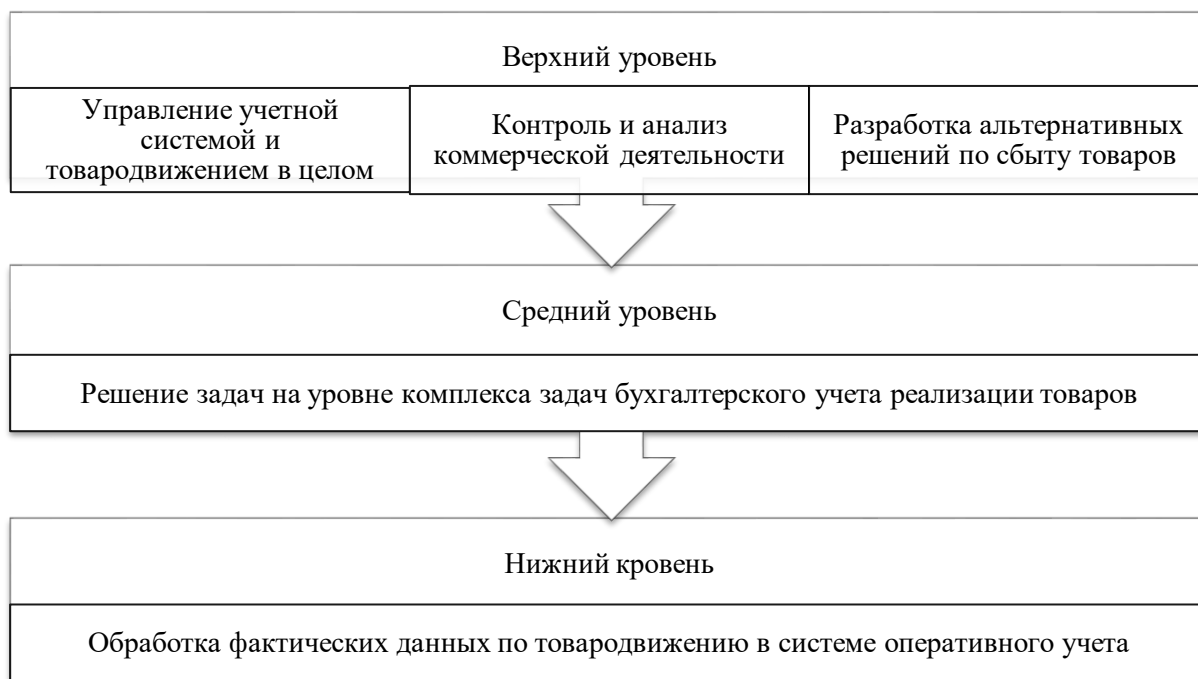 Верхний уровень
Управление учетной
системой и
товародвижением в целом
Контроль и анализ
коммерческой деятельности
Разработка альтернативных
решений по сбыту товаров
Средний уровень
Решение задач на уровне комплекса задач бухгалтерского учета реализации товаров
Нижний кровень
Обработка фактических данных по товародвижению в системе оперативного учета